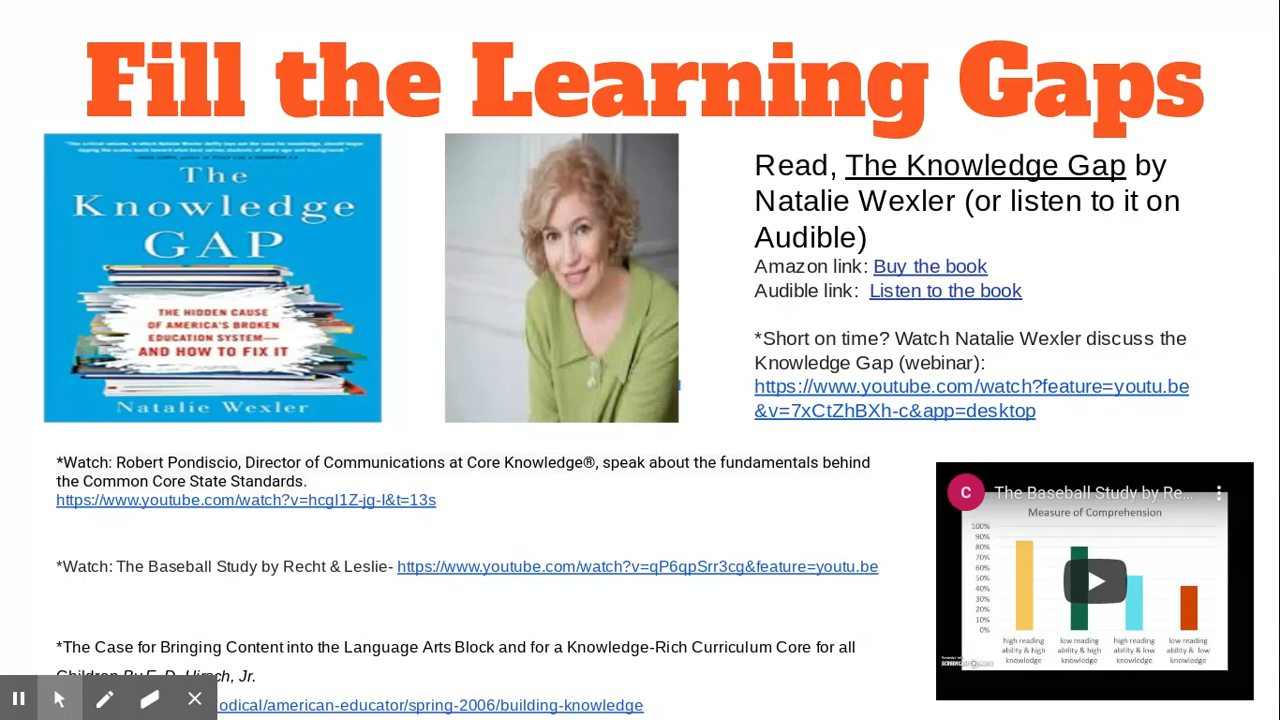 Fill the Learning Gaps
The
Knowledge
GAP
THE HIDDEN CAUSE
OF AMERICA'S BROKEN
EDUCATION SYSTEM—
AND HOW TO FIX IT
Natalie Wexler
Read, The Knowledge Gap by
Natalie Wexler (or listen to it on
Audible)
Amazon link: Buy the book
Audible link: Listen to the book
*Short on time? Watch Natalie Wexler discuss the
Knowledge Gap (webinar):
https://www.youtube.com/watch?feature=youtu.be
&v=7xCtZhBXh-c&app=desktop
*Watch: Robert Pondiscio, Director of Communications at Core Knowledge®, speak about the fundamentals behind
the Common Core State Standards.
https://www.youtube.com/watch?v=hcgI1Z-jg-I&t=13s
*Watch: The Baseball Study by Recht & Leslie- https://www.youtube.com/watch?v=qP6qpSrr3cg&feature=youtu.be
*The Case for Bringing Content into the Language Arts Block and for a Knowledge-Rich Curriculum Core for all
Children By E. D. Hirsch, Jr.
odical/american-educator/spring-2006/building-knowledge
C
The Baseball Study by Re...
Measure of Comprehension
100%
90%
80%
70%
60%
50%
40%
30%
20%
10%
0%
high reading low reading high reading low reading
ability & high ability & high ability & low ability & low
knowledge knowledge knowledge knowledge